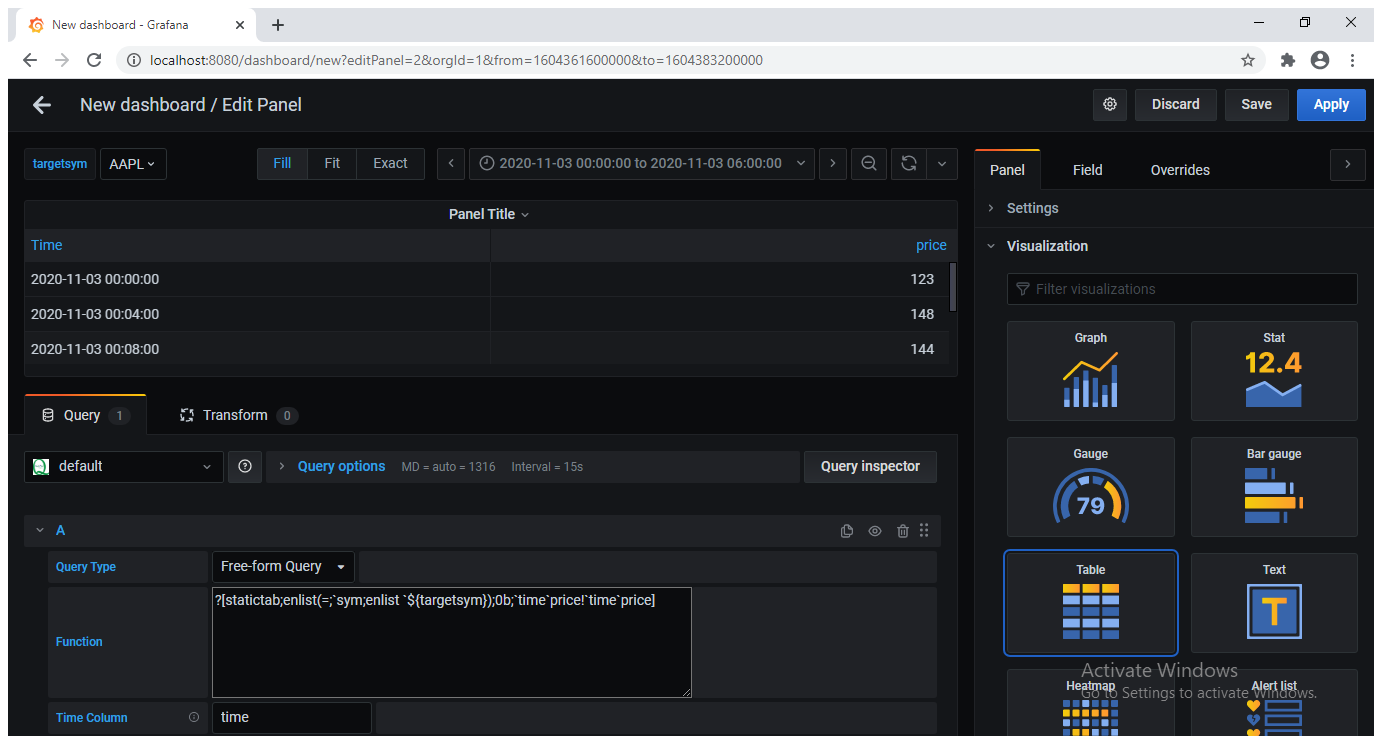 New dashboard - Grafana
localhost:8080/dashboard/new?editPanel=2&orgId=1&from=1604361600000&to=1604383200000
New dashboard / Edit Panel
Discard
Save
Apply
targetsym
AAPL
Fill
Fit
Exact
2020-11-03 00:00:00 to 2020-11-03 06:00:00
Panel Title
Time price
2020-11-03 00:00:00 123
2020-11-03 00:04:00 148
2020-11-03 00:08:00 144
Query 1
Transform 0
default
Query options MD = auto = 1316 Interval = 15s
Query inspector
A
Query Type
Free-form Query
Function
?[statictab;enlist(=;`sym;enlist `${targetsym});0b;`time`price!`time`price]
Time Column
time
Panel
Field
Overrides
Settings
Visualization
Filter visualizations
Graph
Stat
12.4
Gauge
79
Bar gauge
Table
Text
T
Heatmap
Alert list
Activate Windows
Go to Settings to activate Windows.